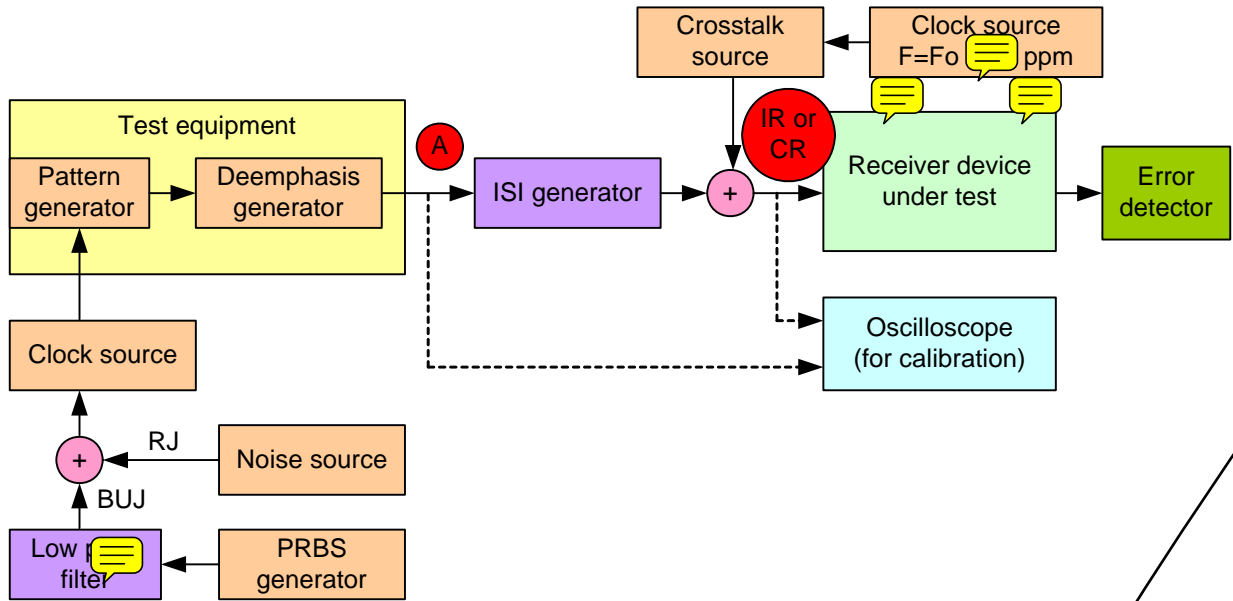 Crosstalk
source
Clock source
F=Fo ppm
Test equipment
Pattern
generator
Deemphasis
generator
A
ISI generator
+
IR or
CR
Receiver device
under test
Error
detector
Oscilloscope
(for calibration)
Clock source
+
RJ
Noise source
BUJ
Low
filter
PRBS
generator